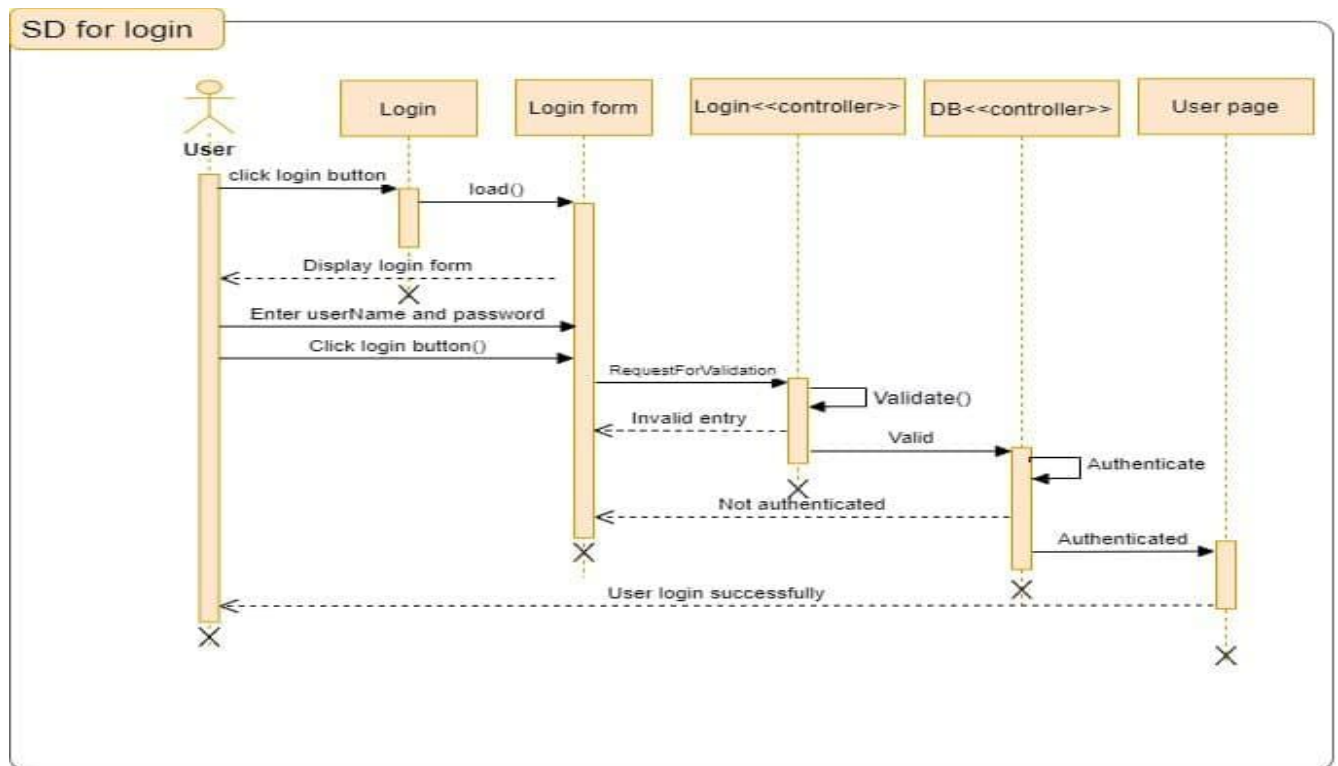 SD for login
Login
Login form
Login<<controller>>
DB<<controller>>
User page
User
click login button
load()
Display login form
Enter userName and password
Click login button()
RequestForValidation
Validate()
Invalid entry
Valid
Authenticate
Not authenticated
Authenticated
User login successfully